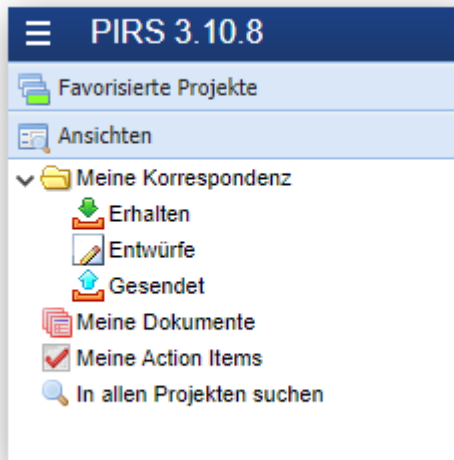 PIRS 3.10.8
Favorisierte Projekte
Ansichten
Meine Korrespondenz
Erhalten
Entwürfe
Gesendet
Meine Dokumente
Meine Action Items
In allen Projekten suchen